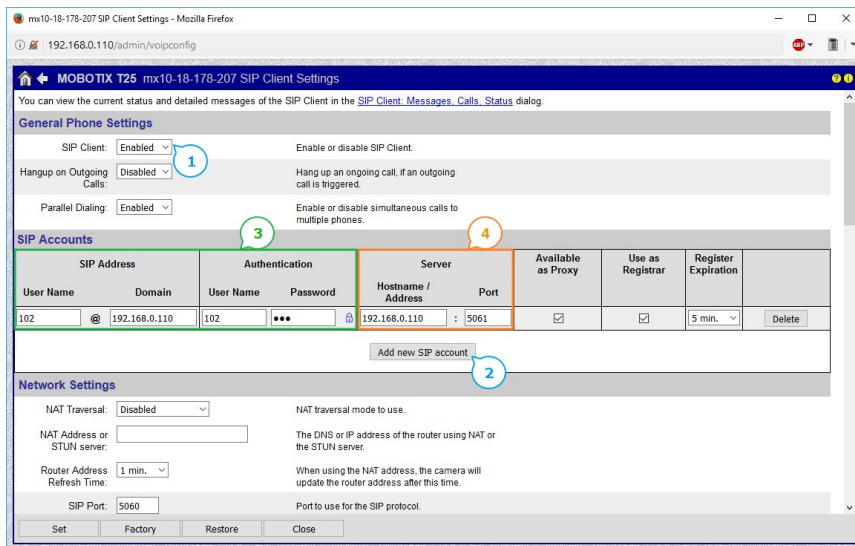 mx10-18-178-207 SIP Client Settings - Mozilla Firefox
192.168.0.110/admin/voipconfig
ABP
MOBOTIX T25 mx10-18-178-207 SIP Client Settings
? i
You can view the current status and detailed messages of the SIP Client in the SIP Client: Messages, Calls, Status dialog.
General Phone Settings
SIP Client: Enabled Enable or disable SIP Client.
1
Hangup on Outgoing Calls: Disabled Hang up an ongoing call, if an outgoing
call is triggered.
Parallel Dialing: Enabled Enable or disable simultaneous calls to
multiple phones.
3 4
SIP Accounts
SIP Address Authentication Server Available as Proxy Use as Registrar Register Expiration
User Name Domain User Name Password Hostname / Address Port
102 @ 192.168.0.110 102 ●●● 192.168.0.110 : 5061 5 min. Delete
Add new SIP account
2
Network Settings
NAT Traversal: Disabled NAT traversal mode to use.
NAT Address or STUN server: The DNS or IP address of the router using NAT or
the STUN server.
Router Address Refresh Time: 1 min. When using the NAT address, the camera will
update the router address after this time.
SIP Port: 5060 Port to use for the SIP protocol.
Set Factory Restore Close